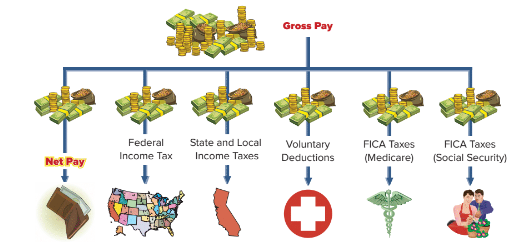 Gross Pay
Net Pay
Federal
Income Tax
State and Local
Income Taxes
Voluntary
Deductions
FICA Taxes
(Medicare)
FICA Taxes
(Social Security)